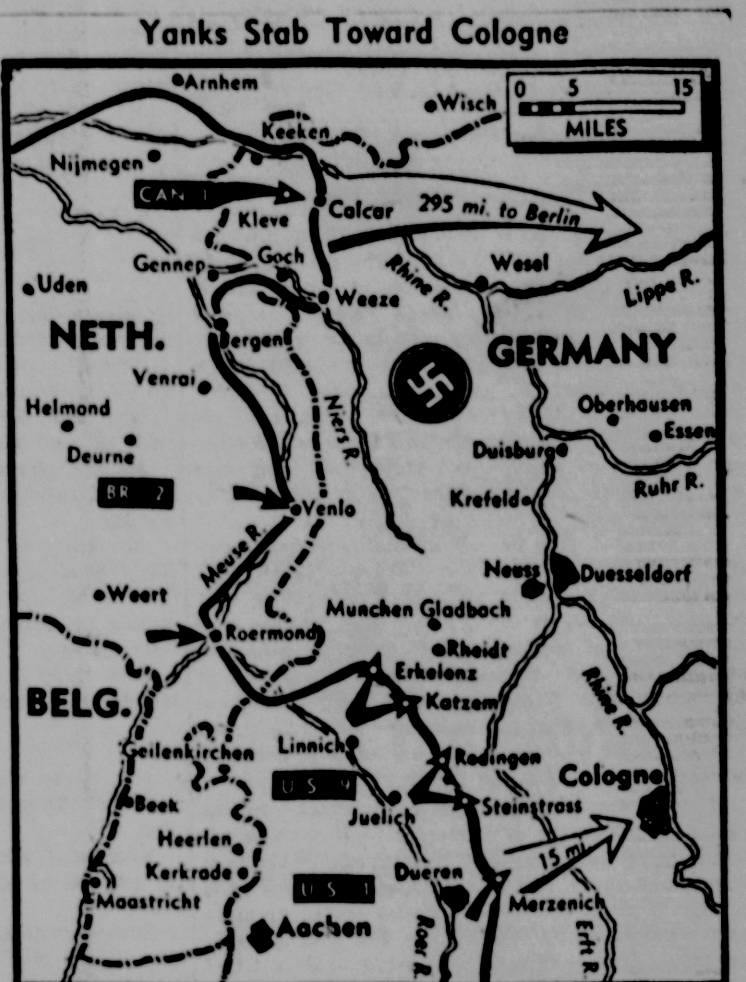 Yanks Stab Toward Cologne
Arnhem
0 5 15
MILES
Wisch
Keeken
Nijmegen
CAN 1
Calcar
295 mi. to Berlin
Kleve
Gennep
Goch
Wesel
Rhine R.
Lippe R.
Uden
Weeze
NETH.
Bergen
GERMANY
Venrai
Niers R.
Helmond
Deurne
Oberhausen
Essen
Duisburg
Ruhr R.
BR 2
Krefeld
Venlo
Meuse R.
Neuss
Duesseldorf
Weert
Munchen Gladbach
Roermond
Rheidt
Erkelenz
Rhine R.
BELG.
Katzem
Geilenkirchen
Linnich
Rodingen
Cologne
U S 9
Beek
Juelich
Steinstrass
Heerlen
Kerkrade
Dueren
15 mi.
U S 1
Maastricht
Merzenich
Aachen
Roer R.
Erft R.